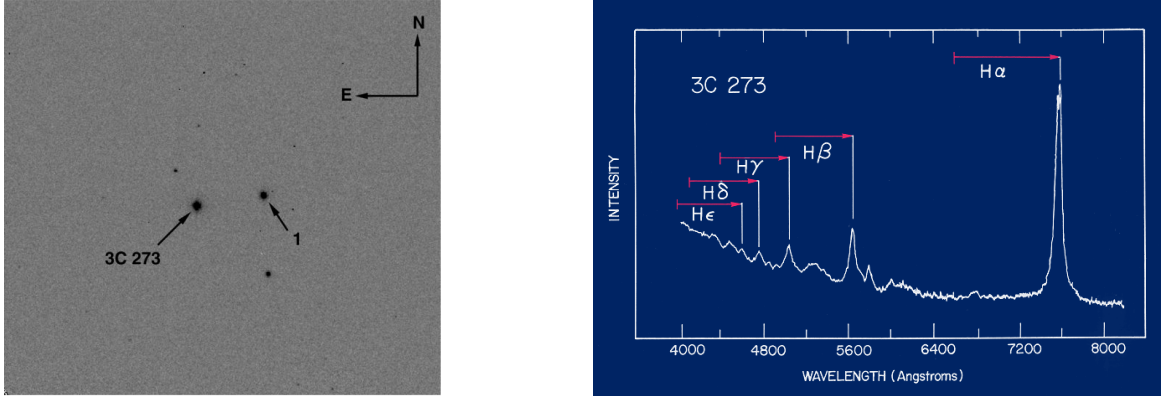 N
E
3C 273
1
3C 273
Hα
Hβ
Hγ
Hδ
Hϵ
INTENSITY
4000 4800 5600 6400 7200 8000
WAVELENGTH (Angstroms)